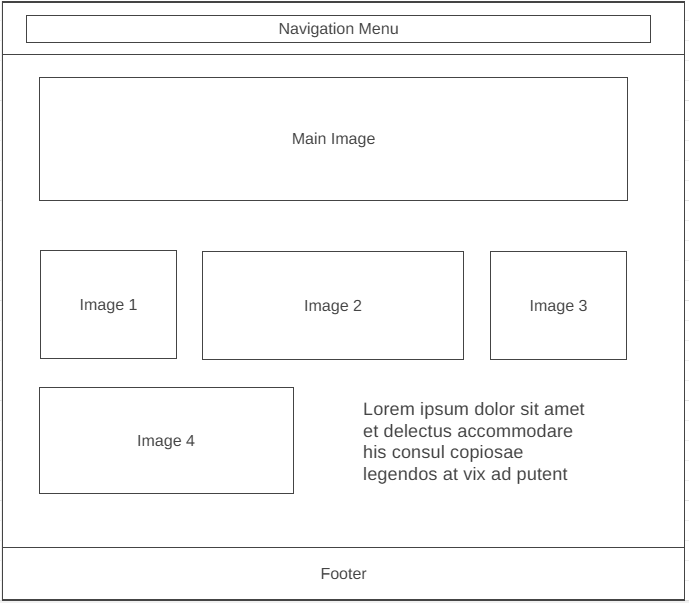 Navigation Menu
Main Image
Image 1
Image 2
Image 3
Image 4
Lorem ipsum dolor sit amet
et delectus accommodare
his consul copiosae
legendos at vix ad putent
Footer